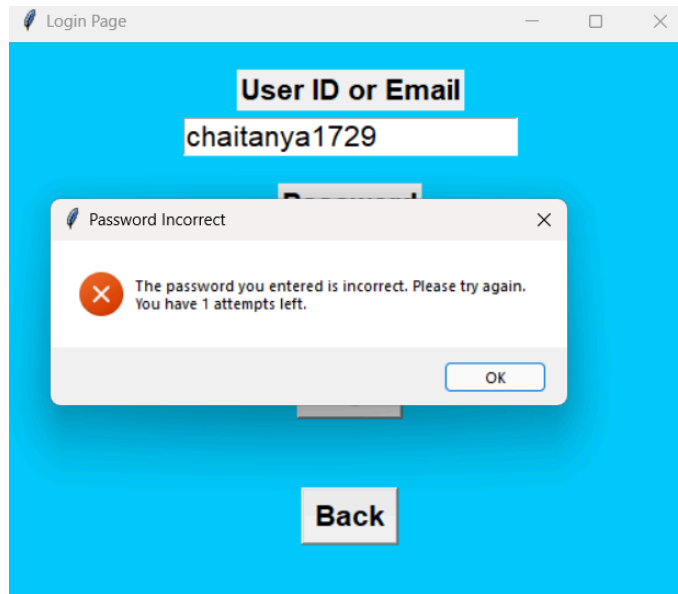 Login Page
User ID or Email
chaitanya1729
Password Incorrect
The password you entered is incorrect. Please try again.
You have 1 attempts left.
OK
Back